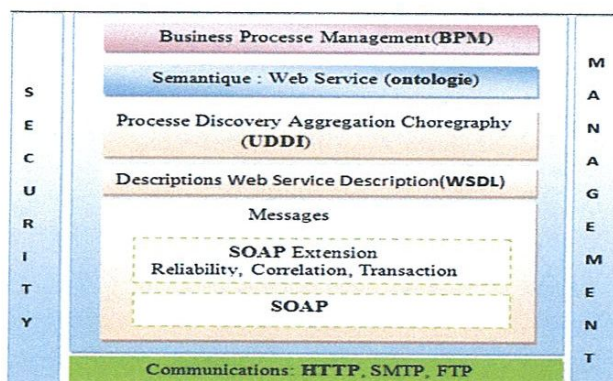 Business Processe Management(BPM)
Semantique : Web Service (ontologie)
Processe Discovery Aggregation Choregraphy
(UDDI)
Descriptions Web Service Description(WSDL)
Messages
SOAP Extension
Reliability, Correlation, Transaction
SOAP
Communications: HTTP, SMTP, FTP
SECURITY
MANAGEMENT